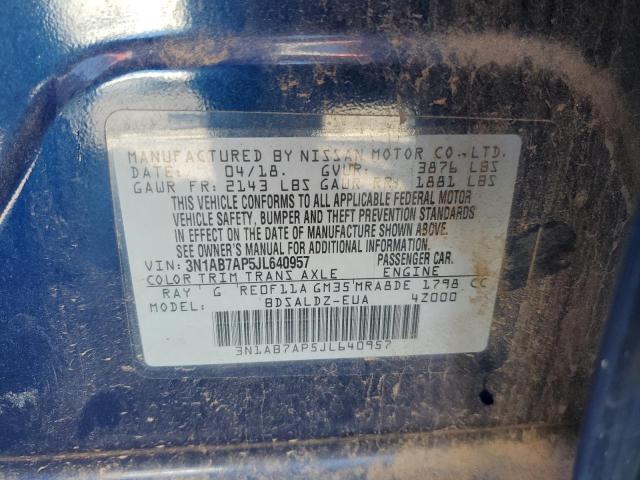 MANUFACTURED BY NISSAN MOTOR CO.,LTD.
DATE: 04/18. GVWR: 3876 LBS
GAWR FR: 2143 LBS GAWR RR: 1881 LBS
THIS VEHICLE CONFORMS TO ALL APPLICABLE FEDERAL MOTOR
VEHICLE SAFETY, BUMPER AND THEFT PREVENTION STANDARDS
IN EFFECT ON THE DATE OF MANUFACTURE SHOWN ABOVE.
SEE OWNER'S MANUAL FOR ADDITIONAL INFORMATION.
VIN: 3N1AB7AP5JL640957 PASSENGER CAR.
COLOR TRIM TRANS AXLE ENGINE
RAY G RE0F11A GM35 MRA8DE 1798 CC
MODEL: BDSALDZ-EUA 4Z000
3N1AB7AP5JL640957